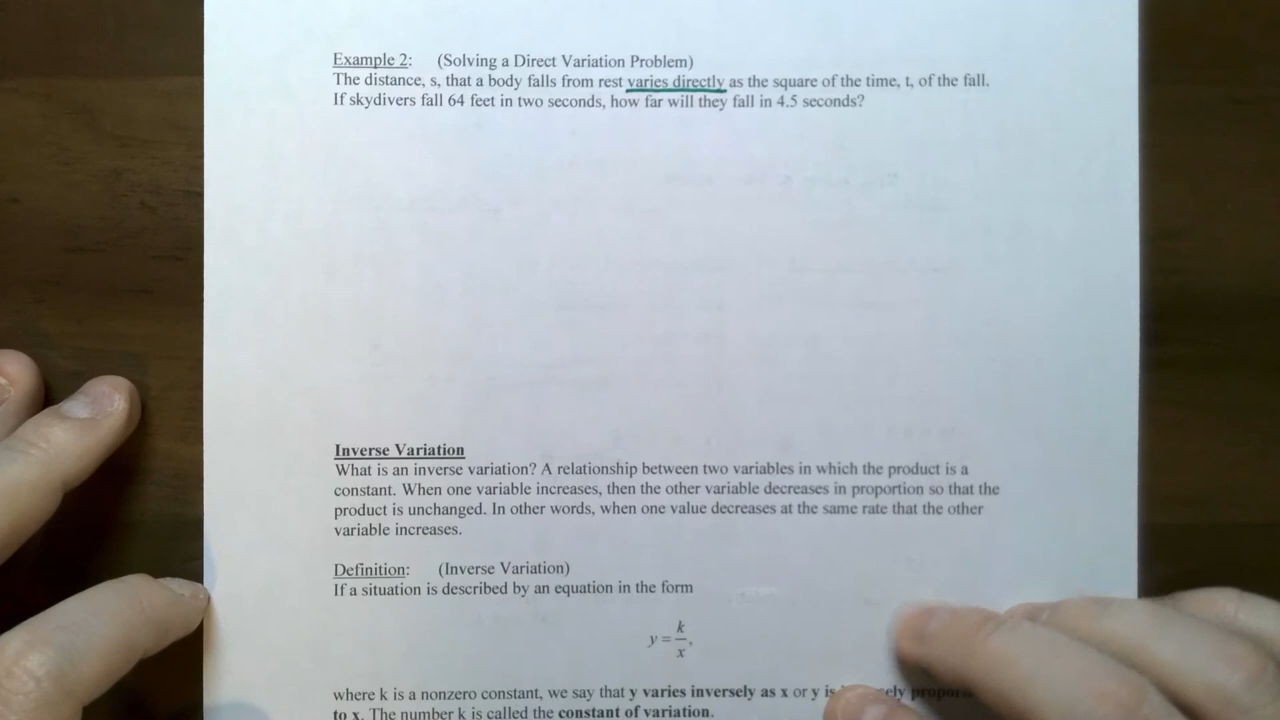 Example 2: (Solving a Direct Variation Problem)
The distance, s, that a body falls from rest varies directly as the square of the time, t, of the fall.
If skydivers fall 64 feet in two seconds, how far will they fall in 4.5 seconds?
Inverse Variation
What is an inverse variation? A relationship between two variables in which the product is a
constant. When one variable increases, then the other variable decreases in proportion so that the
product is unchanged. In other words, when one value decreases at the same rate that the other
variable increases.
Definition: (Inverse Variation)
If a situation is described by an equation in the form
y = k/x,
where k is a nonzero constant, we say that y varies inversely as x or y is
to x. The number k is called the constant of variation.